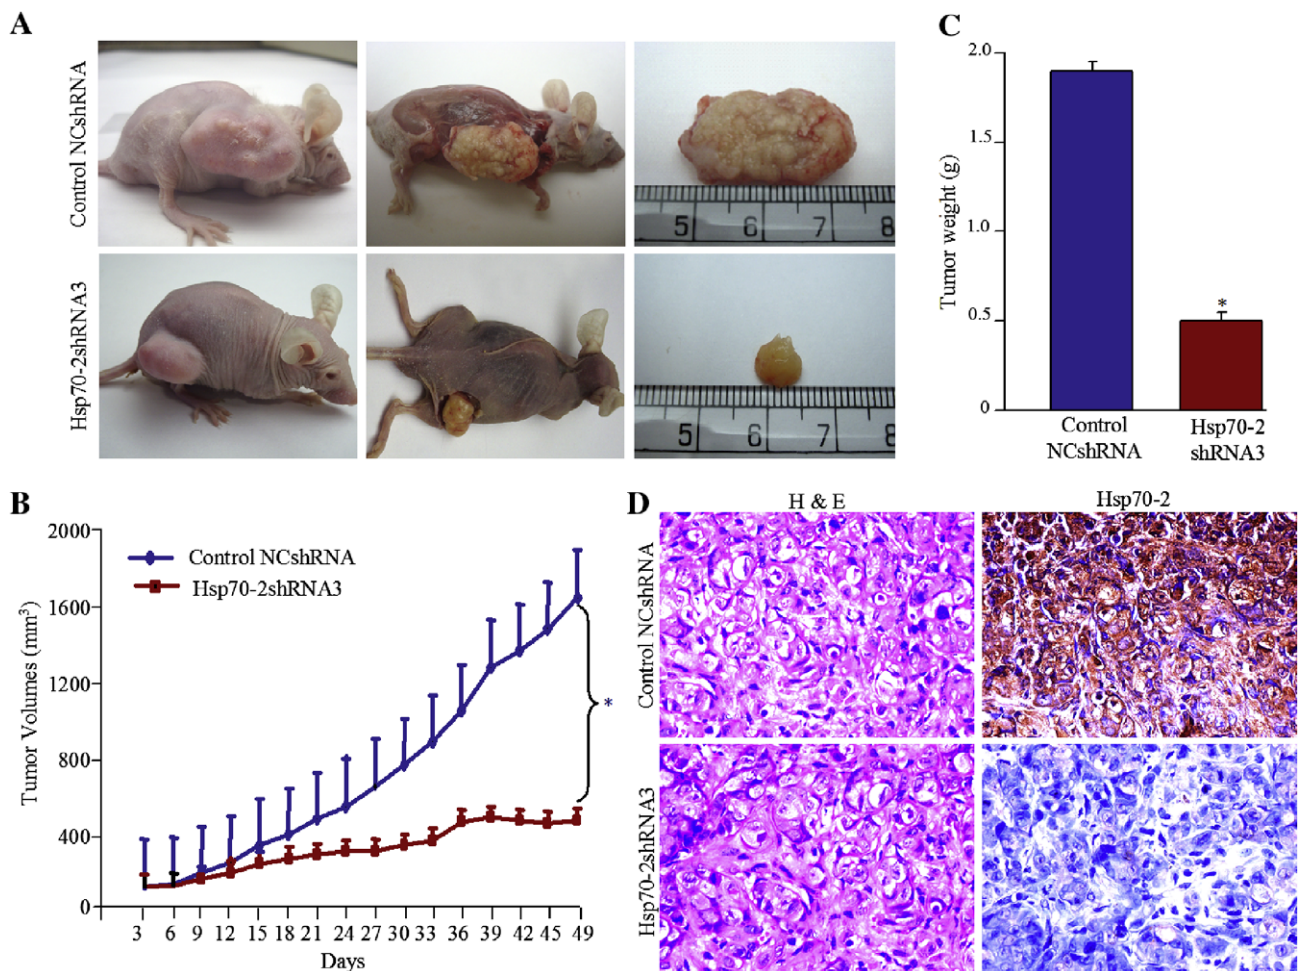 A
Control NCshRNA
5 6 7 8
Hsp70-2shRNA3
5 6 7 8
B
2000
1600
1200
800
400
0
Tumor Volumes (mm³)
Control NCshRNA
Hsp70-2shRNA3
*
3 6 9 12 15 18 21 24 27 30 33 36 39 42 45 49
Days
C
2.0
1.5
1.0
0.5
0
Tumor weight (g)
*
Control
NCshRNA
Hsp70-2
shRNA3
D
H & E
Hsp70-2
Control NCshRNA
Hsp70-2shRNA3